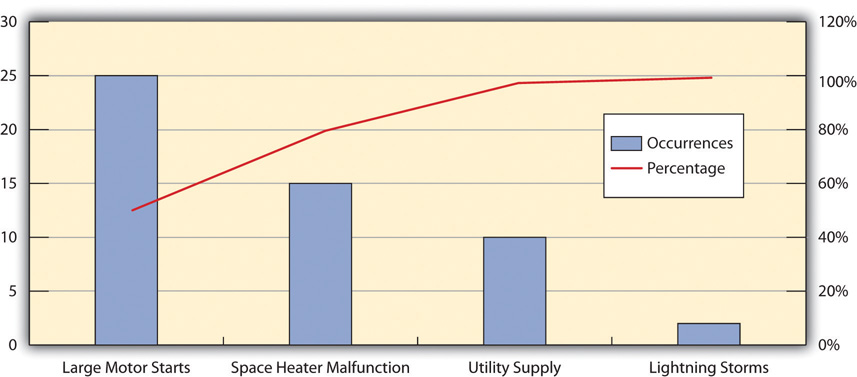 30 120%
25 100%
20 80%
15 60%
10 40%
5 20%
0 0%
Occurrences
Percentage
Large Motor Starts Space Heater Malfunction Utility Supply Lightning Storms